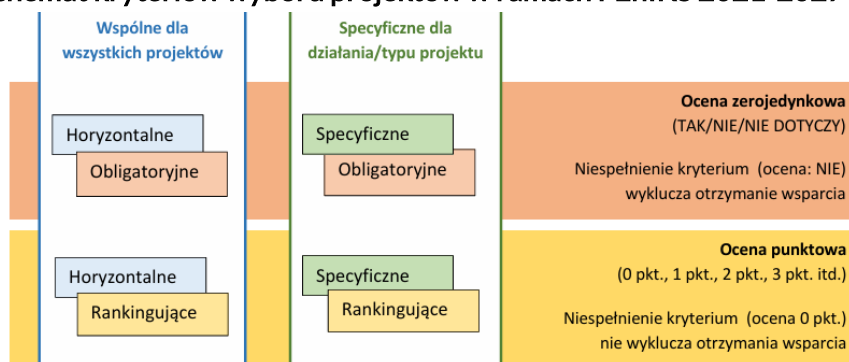 Wspólne dla
wszystkich projektów
Specyficzne dla
działania/typu projektu
Horyzontalne
Obligatoryjne
Specyficzne
Obligatoryjne
Ocena zerojedynkowa
(TAK/NIE/NIE DOTYCZY)
Niespełnienie kryterium (ocena: NIE)
wyklucza otrzymanie wsparcia
Horyzontalne
Rankingujące
Specyficzne
Rankingujące
Ocena punktowa
(0 pkt., 1 pkt., 2 pkt., 3 pkt. itd.)
Niespełnienie kryterium (ocena 0 pkt.)
nie wyklucza otrzymania wsparcia